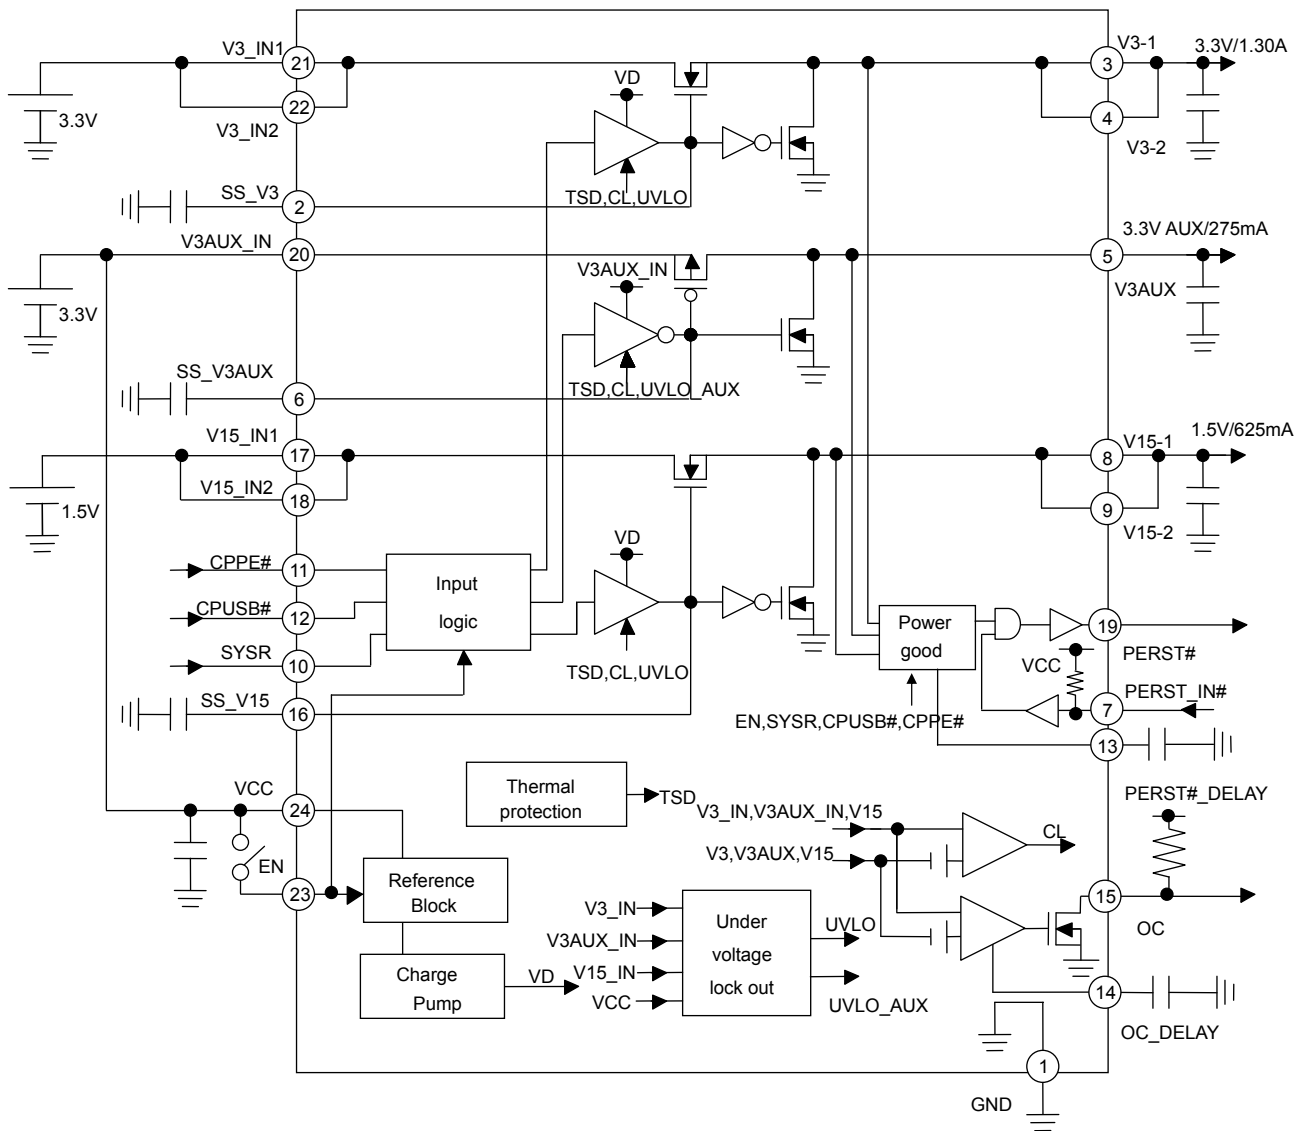 V3_IN1
21
V3-1
3
3.3V/1.30A
VD
22
3.3V
V3_IN2
4
V3-2
SS_V3
TSD,CL,UVLO
2
V3AUX_IN
20
3.3V AUX/275mA
5
V3AUX_IN
V3AUX
3.3V
SS_V3AUX
TSD,CL,UVLO_AUX
6
V15_IN1
17
V15-1
8
1.5V/625mA
V15_IN2
18
1.5V
9
V15-2
VD
CPPE#
11
Input
logic
CPUSB#
12
SYSR
10
TSD,CL,UVLO
Power
good
19
PERST#
VCC
SS_V15
16
PERST_IN#
7
EN,SYSR,CPUSB#,CPPE#
13
Thermal
protection
TSD
VCC
24
PERST#_DELAY
V3_IN,V3AUX_IN,V15
CL
V3,V3AUX,V15
EN
23
Reference
Block
15
OC
V3_IN
V3AUX_IN
V15_IN
VCC
Under
voltage
lock out
UVLO
UVLO_AUX
Charge
Pump
VD
14
OC_DELAY
1
GND